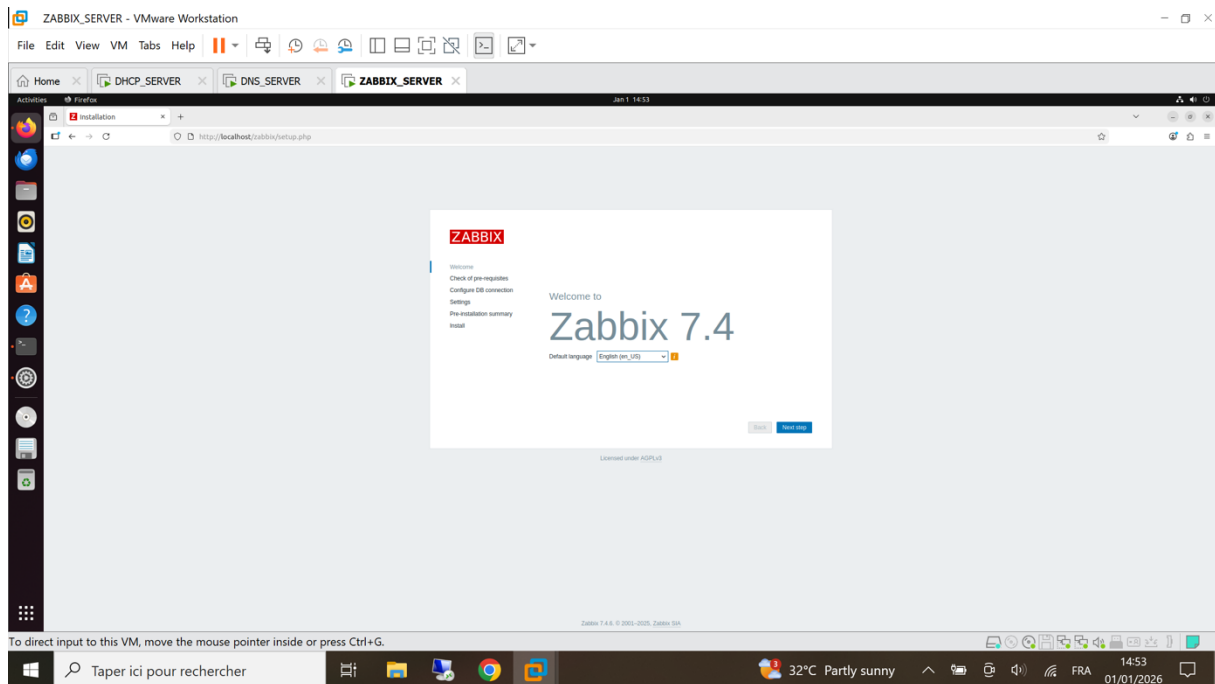 ZABBIX_SERVER - VMware Workstation
File Edit View VM Tabs Help
Home DHCP_SERVER DNS_SERVER ZABBIX_SERVER
Activities Firefox Jan 1 14:53
Installation
http://localhost/zabbix/setup.php
ZABBIX
Welcome
Check of pre-requisites
Configure DB connection
Settings
Pre-installation summary
Install
Welcome to
Zabbix 7.4
Default language English (en_US)
Back Next step
Licensed under AGPLv3
Zabbix 7.4.6. © 2001–2025, Zabbix SIA
To direct input to this VM, move the mouse pointer inside or press Ctrl+G.
Taper ici pour rechercher
3
32°C Partly sunny
FRA
14:53
01/01/2026